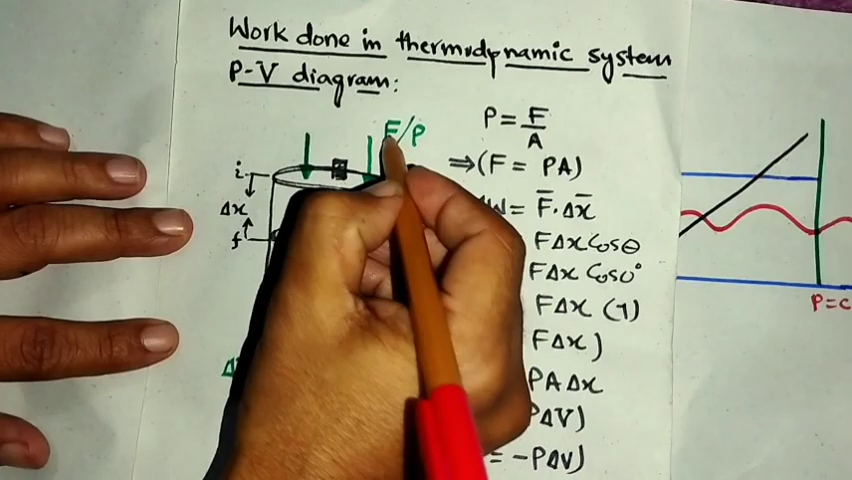 Work done in thermodynamic system
P-V diagram:
F/P
P = F/A
⇒(F = PA)
i
W = F̅.Δx̅
Δx
FΔx Cosθ
f
FΔx Cos0°
FΔx (1)
P=C
FΔx)
PAΔx
PΔV)
= -PΔV)